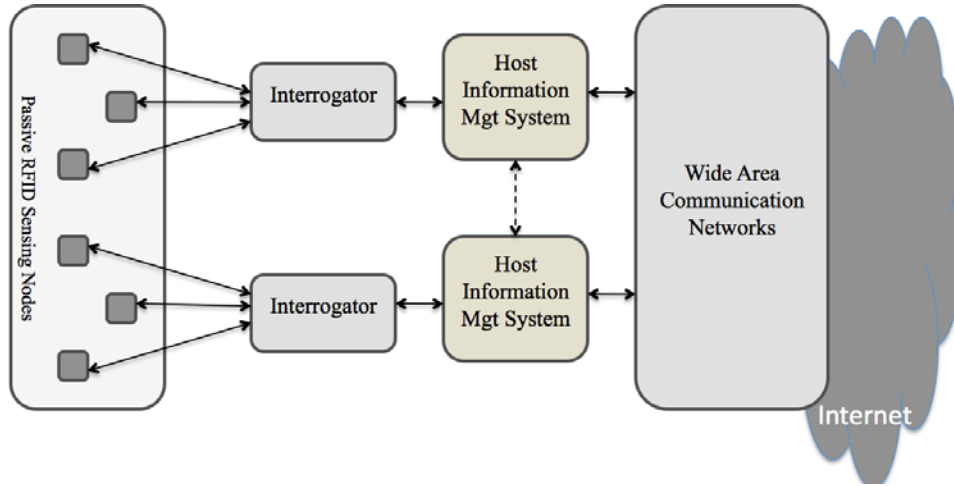 Passive RFID Sensing Nodes
Interrogator
Host
Information
Mgt System
Wide Area
Communication
Networks
Interrogator
Host
Information
Mgt System
Internet